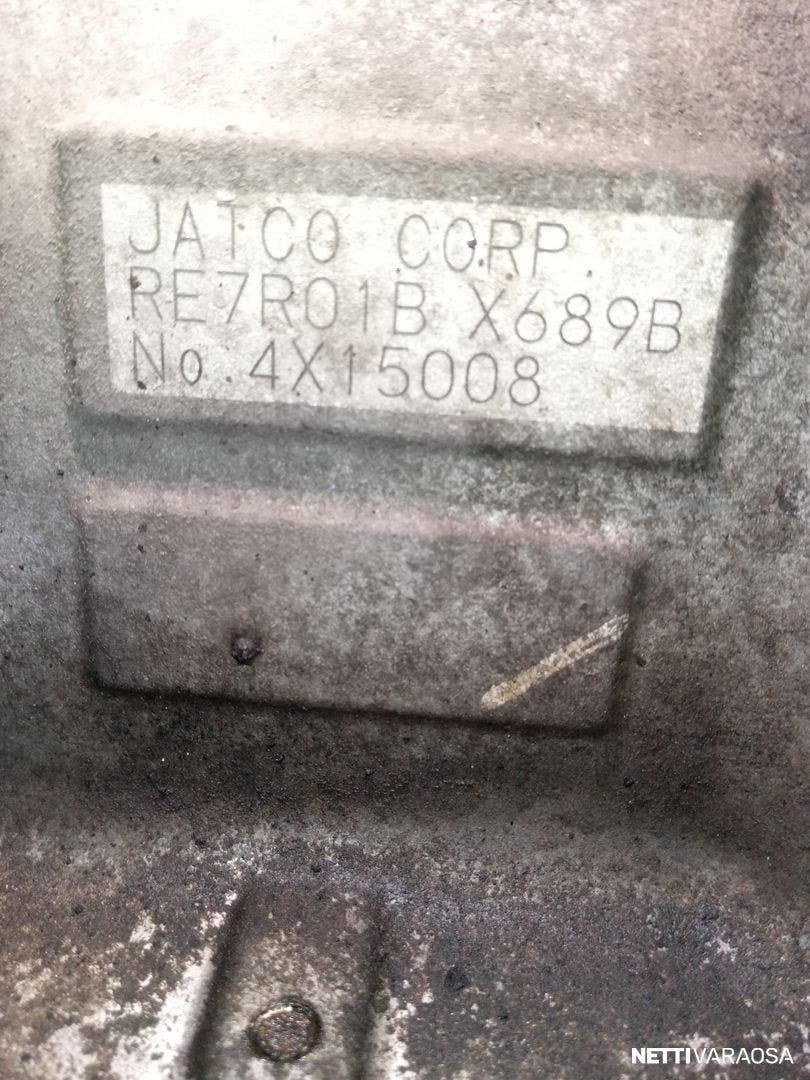 JATCO CORP.
RE7R01B X689B
No.4X15008
NETTIVARAOSA